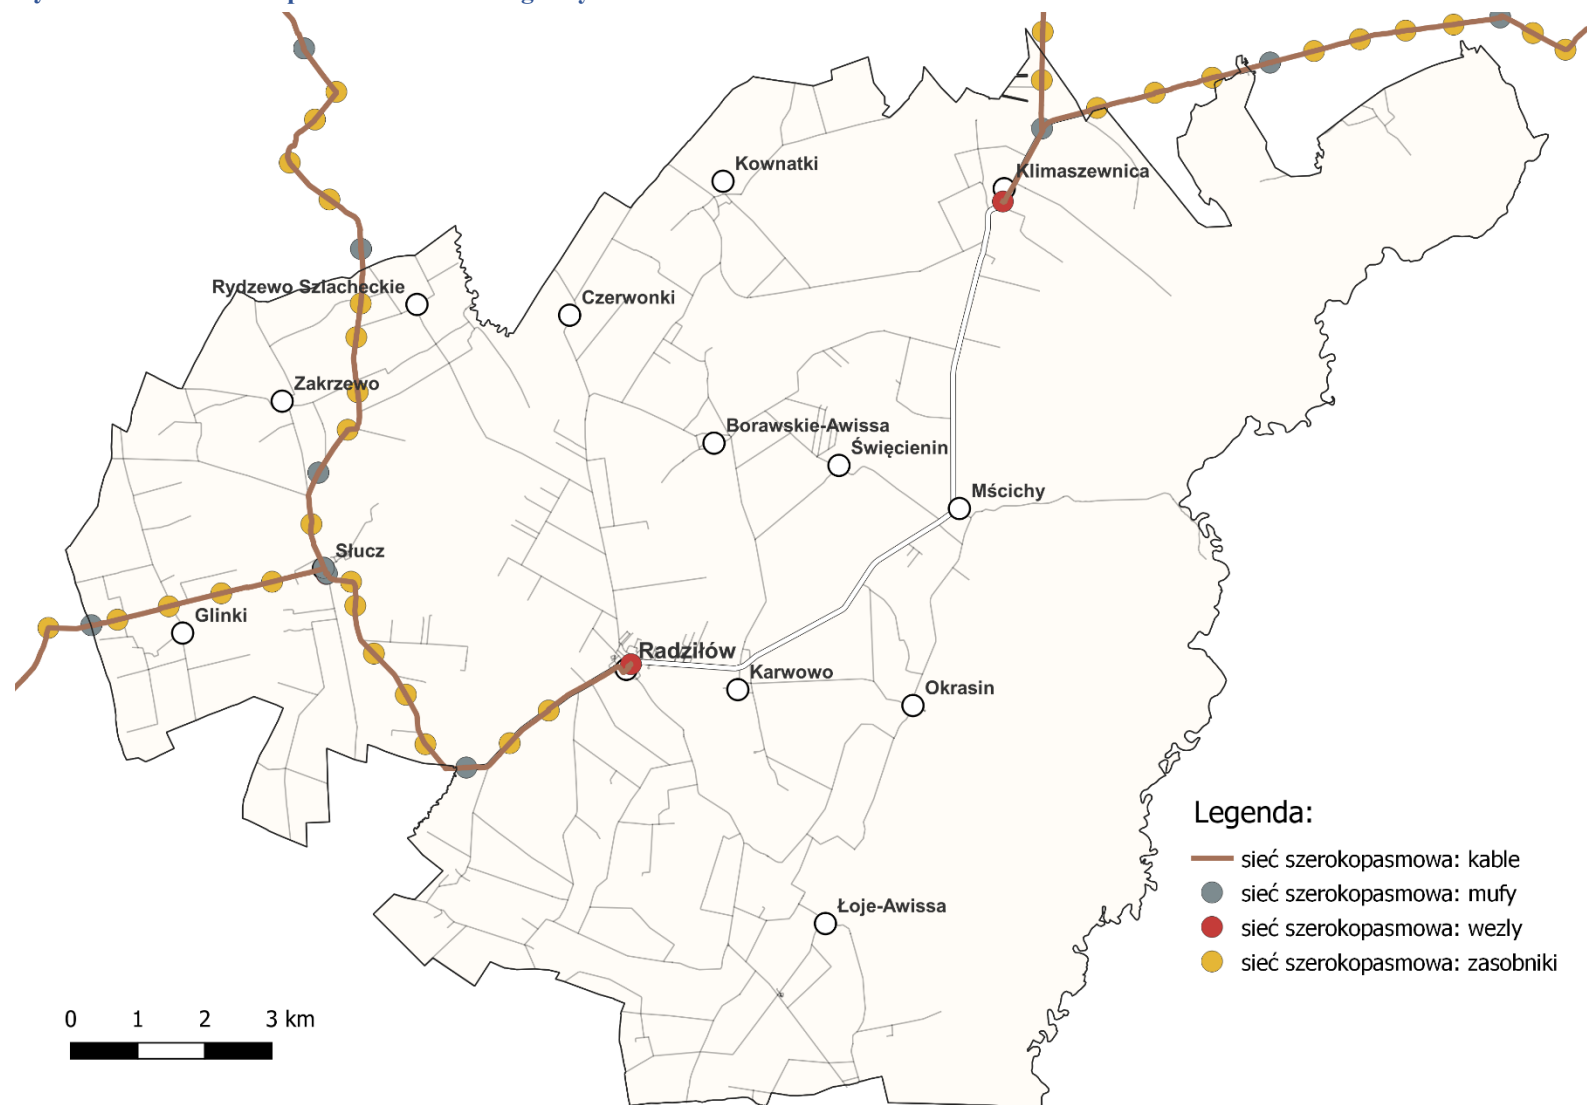 Kownatki
Klimaszewnica
Rydzewo Szlacheckie
Czerwonki
Zakrzewo
Borawskie-Awissa
Święcienin
Mścichy
Słucz
Glinki
Radziłów
Karwowo
Okrasin
Łoje-Awissa
Legenda:
sieć szerokopasmowa: kable
sieć szerokopasmowa: mufy
sieć szerokopasmowa: wezly
sieć szerokopasmowa: zasobniki
0 1 2 3 km